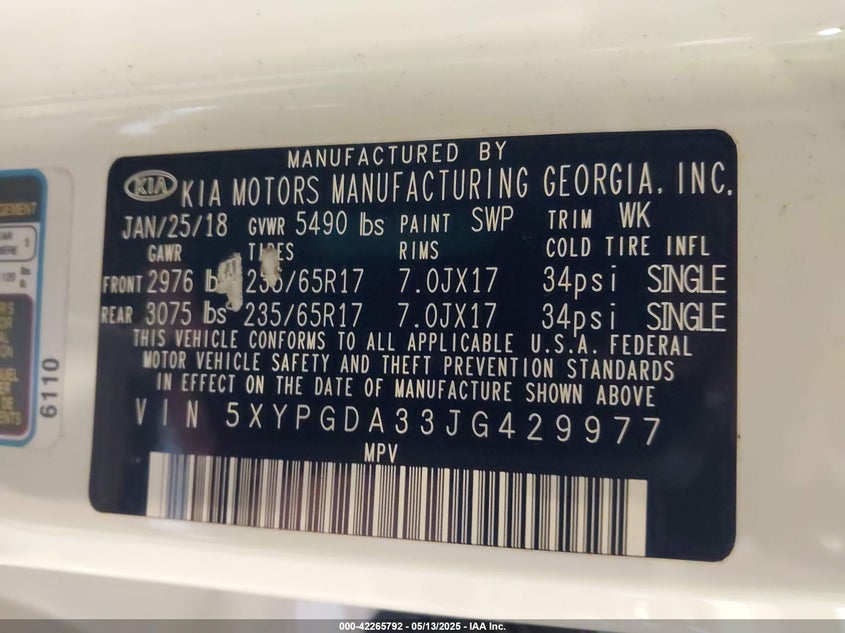 MANUFACTURED BY
KIA KIA MOTORS MANUFACTURING GEORGIA, INC.
JAN/25/18 GVWR 5490 lbs PAINT SWP TRIM WK
GAWR TIRES RIMS COLD TIRE INFL
FRONT 2976 lbs 235/65R17 7.0JX17 34psi SINGLE
REAR 3075 lbs 235/65R17 7.0JX17 34psi SINGLE
THIS VEHICLE CONFORMS TO ALL APPLICABLE U.S.A. FEDERAL
MOTOR VEHICLE SAFETY AND THEFT PREVENTION STANDARDS
IN EFFECT ON THE DATE OF MANUFACTURE SHOWN ABOVE
VIN 5XYPGDA33JG429977
MPV
6110
000-42265792 - 05/13/2025 - IAA Inc.